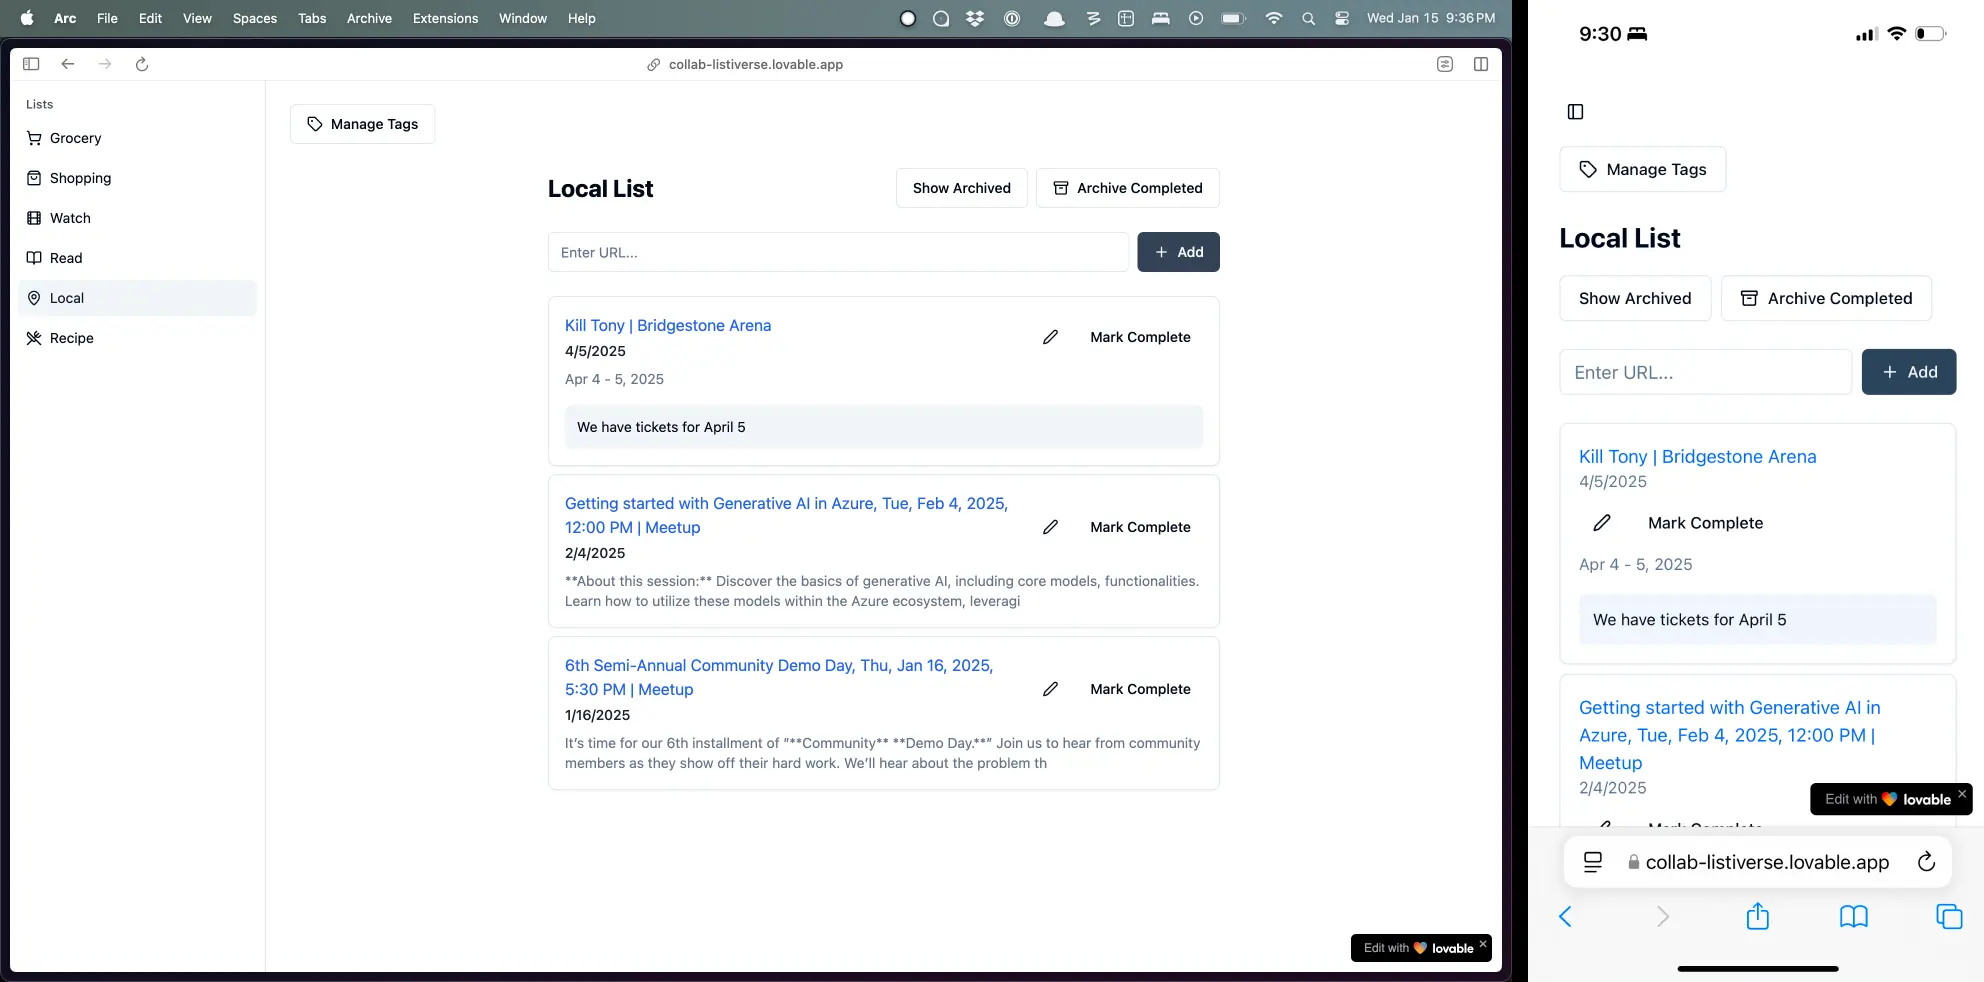 Arc File Edit View Spaces Tabs Archive Extensions Window Help
Wed Jan 15 9:36 PM
collab-listiverse.lovable.app
Lists
Grocery
Shopping
Watch
Read
Local
Recipe
Manage Tags
Local List
Show Archived
Archive Completed
Enter URL...
+ Add
Kill Tony | Bridgestone Arena
4/5/2025
Mark Complete
Apr 4 - 5, 2025
We have tickets for April 5
Getting started with Generative AI in Azure, Tue, Feb 4, 2025,
12:00 PM | Meetup
Mark Complete
2/4/2025
**About this session:** Discover the basics of generative AI, including core models, functionalities.
Learn how to utilize these models within the Azure ecosystem, leveragi
6th Semi-Annual Community Demo Day, Thu, Jan 16, 2025,
5:30 PM | Meetup
Mark Complete
1/16/2025
It's time for our 6th installment of "**Community** **Demo Day.**" Join us to hear from community
members as they show off their hard work. We'll hear about the problem th
Edit with lovable ×
9:30
Manage Tags
Local List
Show Archived
Archive Completed
Enter URL...
+ Add
Kill Tony | Bridgestone Arena
4/5/2025
Mark Complete
Apr 4 - 5, 2025
We have tickets for April 5
Getting started with Generative AI in
Azure, Tue, Feb 4, 2025, 12:00 PM |
Meetup
2/4/2025
Edit with lovable ×
Mark Complete
collab-listiverse.lovable.app